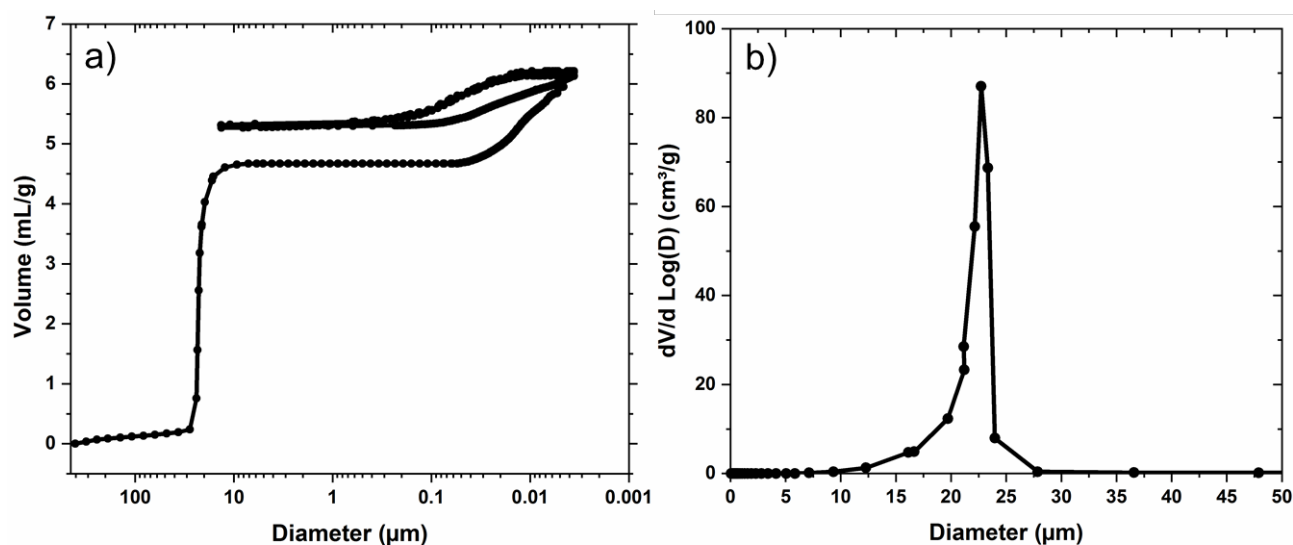 a)
7
6
5
4
3
2
1
0
Volume (mL/g)
100 10 1 0.1 0.01 0.001
Diameter (µm)
b)
100
80
60
40
20
0
dV/d Log(D) (cm³/g)
0 5 10 15 20 25 30 35 40 45 50
Diameter (µm)